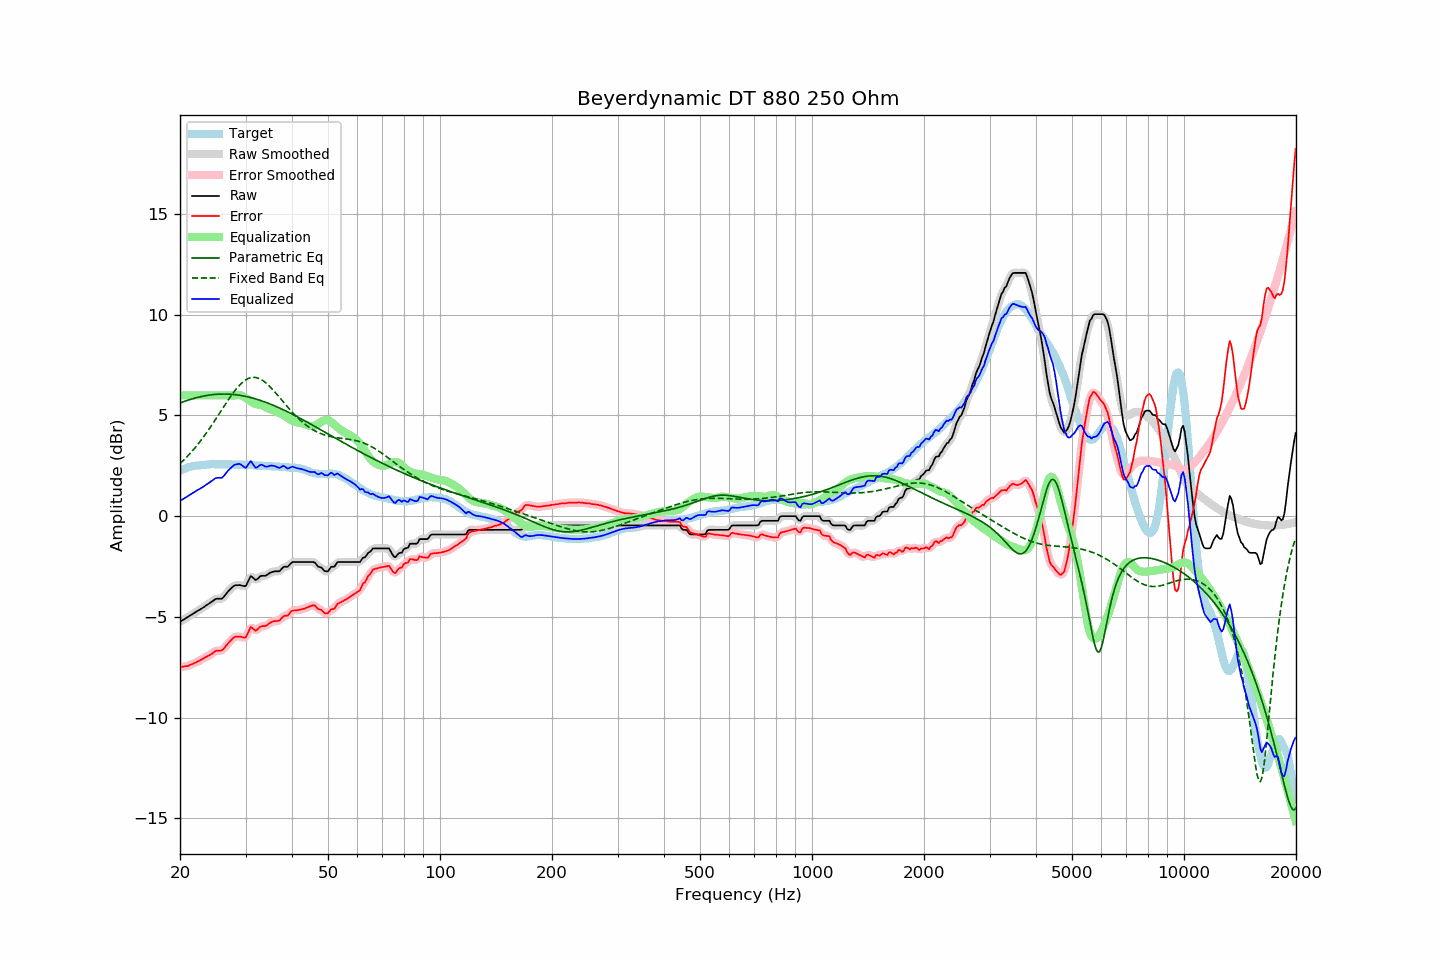 Beyerdynamic DT 880 250 Ohm
Target
Raw Smoothed
Error Smoothed
Raw
Error
Equalization
Parametric Eq
Fixed Band Eq
Equalized
Amplitude (dBr)
15
10
5
0
−5
−10
−15
20 50 100 200 500 1000 2000 5000 10000 20000
Frequency (Hz)